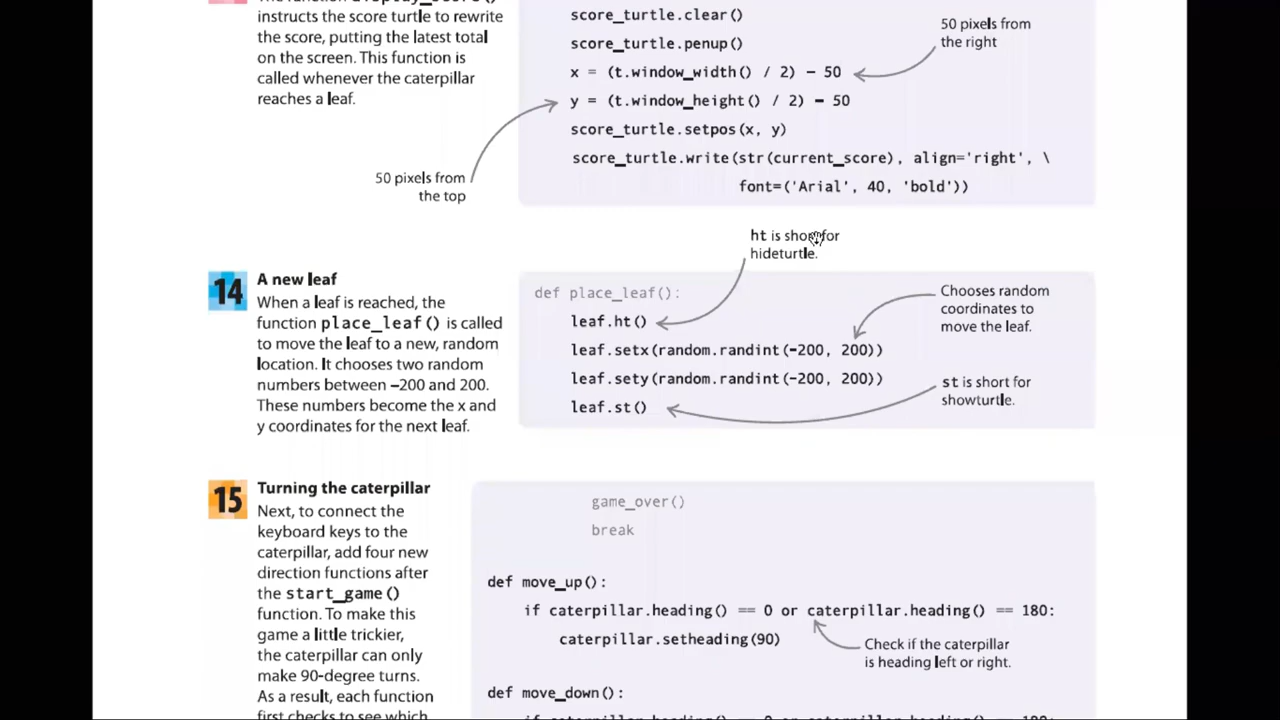 instructs the score turtle to rewrite
the score, putting the latest total
on the screen. This function is
called whenever the caterpillar
reaches a leaf.
score_turtle.clear()
score_turtle.penup()
x = (t.window_width() / 2) - 50
y = (t.window_height() / 2) - 50
score_turtle.setpos(x, y)
score_turtle.write(str(current_score), align='right', \
font=('Arial', 40, 'bold'))
50 pixels from
the right
50 pixels from
the top
14
A new leaf
When a leaf is reached, the
function place_leaf() is called
to move the leaf to a new, random
location. It chooses two random
numbers between –200 and 200.
These numbers become the x and
y coordinates for the next leaf.
ht is short for
hideturtle.
def place_leaf():
leaf.ht()
leaf.setx(random.randint(-200, 200))
leaf.sety(random.randint(-200, 200))
leaf.st()
Chooses random
coordinates to
move the leaf.
st is short for
showturtle.
15
Turning the caterpillar
Next, to connect the
keyboard keys to the
caterpillar, add four new
direction functions after
the start_game()
function. To make this
game a little trickier,
the caterpillar can only
make 90-degree turns.
As a result, each function
first checks to see which
game_over()
break
def move_up():
if caterpillar.heading() == 0 or caterpillar.heading() == 180:
caterpillar.setheading(90)
Check if the caterpillar
is heading left or right.
def move_down():